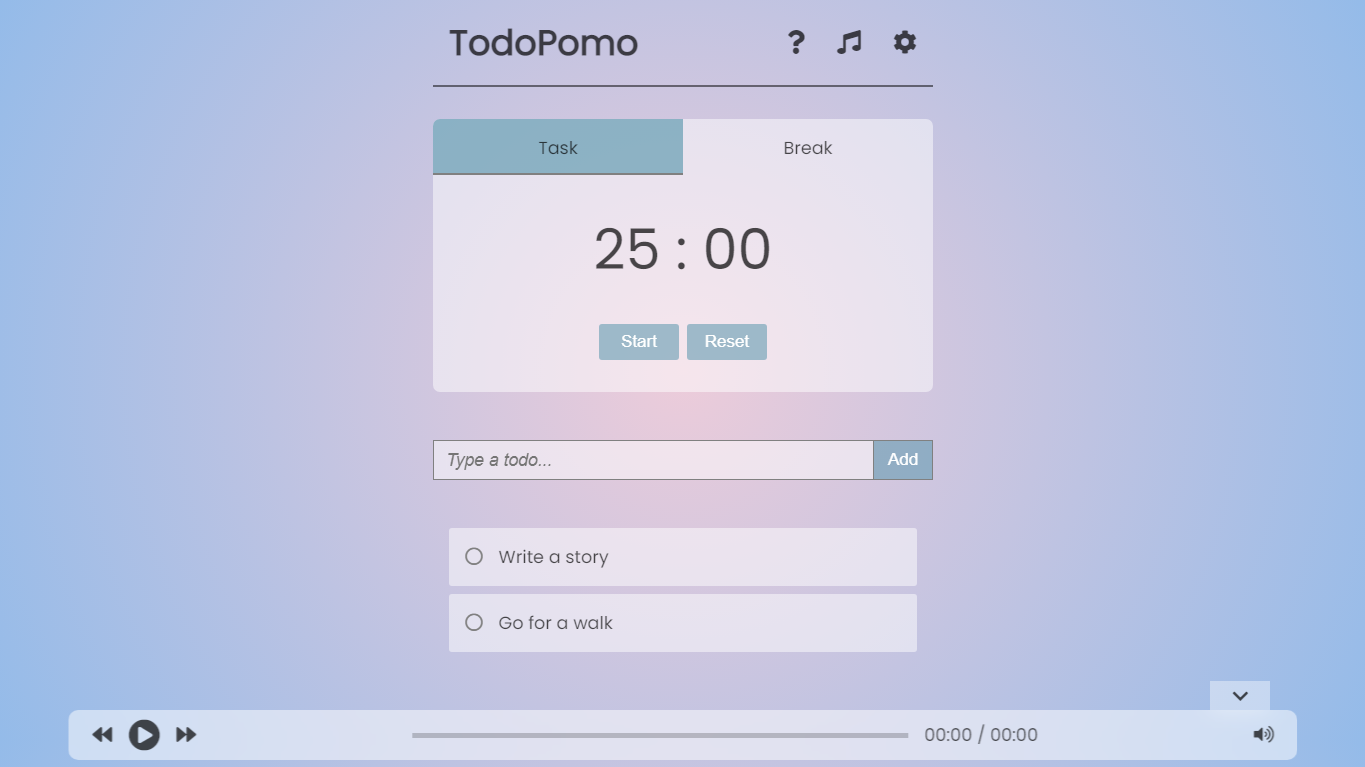 TodoPomo ?
Task Break
25 : 00
Start Reset
Type a todo... Add
Write a story
Go for a walk
00:00 / 00:00